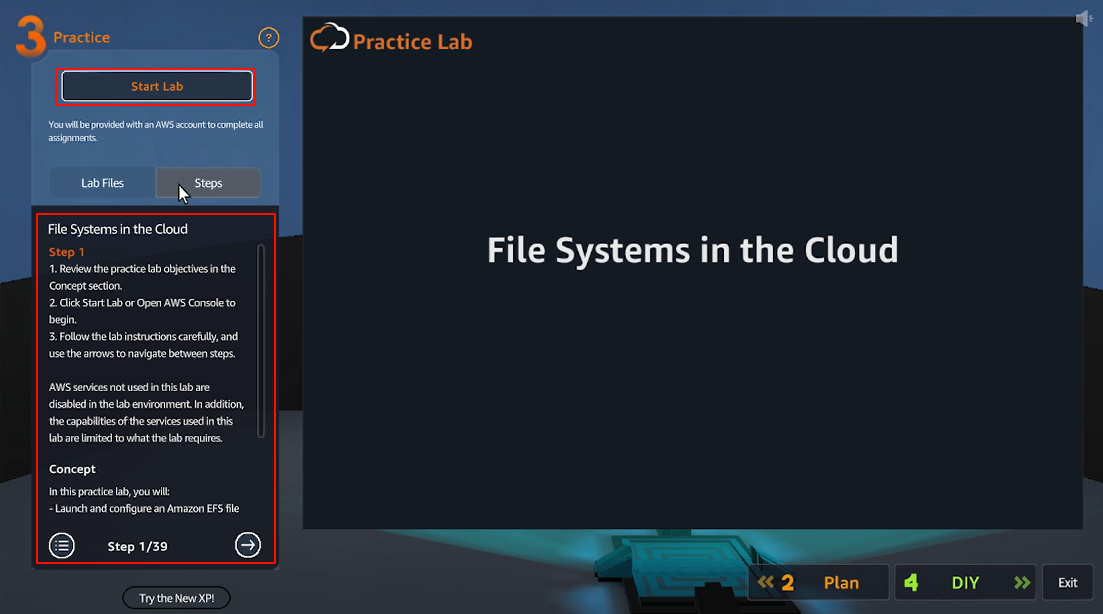 3 Practice
?
Start Lab
You will be provided with an AWS account to complete all
assignments.
Lab Files
Steps
File Systems in the Cloud
Step 1
1. Review the practice lab objectives in the
Concept section.
2. Click Start Lab or Open AWS Console to
begin.
3. Follow the lab instructions carefully, and
use the arrows to navigate between steps.
AWS services not used in this lab are
disabled in the lab environment. In addition,
the capabilities of the services used in this
lab are limited to what the lab requires.
Concept
In this practice lab, you will:
- Launch and configure an Amazon EFS file
Step 1/39
Try the New XP!
Practice Lab
File Systems in the Cloud
2 Plan
4 DIY
Exit